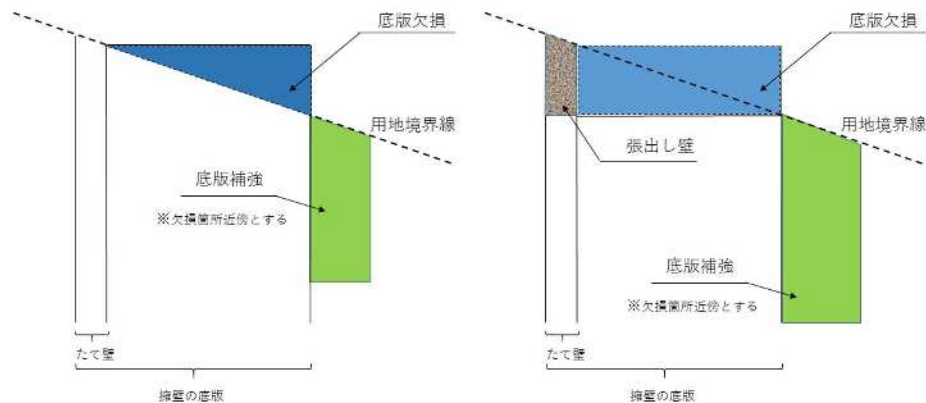 底版欠損
用地境界線
底版補強
※欠損箇所近傍とする
たて壁
擁壁の底版
底版欠損
用地境界線
張出し壁
底版補強
※欠損箇所近傍とする
たて壁
擁壁の底版